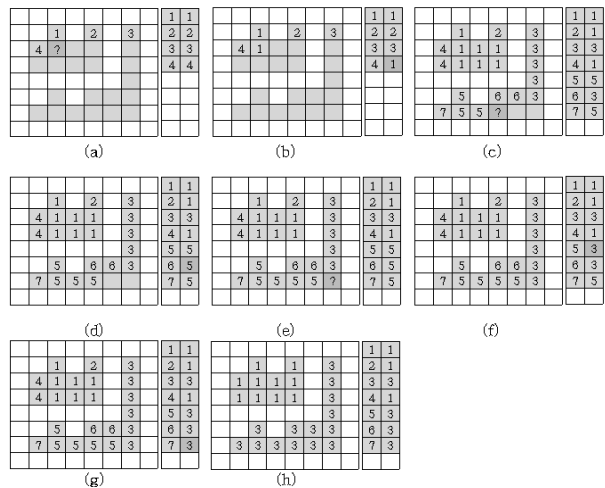 1 1
1 2 3 2 2
4 ? 3 3
4 4
(a)
1 1
1 2 3 2 2
4 1 3 3
4 1
(b)
1 1
1 2 3 2 1
4 1 1 1 3 3 3
4 1 1 1 3 4 1
3 5 5
5 6 6 3 6 3
7 5 5 ? 7 5
(c)
1 1
1 2 3 2 1
4 1 1 1 3 3 3
4 1 1 1 3 4 1
3 5 5
5 6 6 3 6 5
7 5 5 5 7 5
(d)
1 1
1 2 3 2 1
4 1 1 1 3 3 3
4 1 1 1 3 4 1
3 5 5
5 6 6 3 6 5
7 5 5 5 5 ? 7 5
(e)
1 1
1 2 3 2 1
4 1 1 1 3 3 3
4 1 1 1 3 4 1
3 5 3
5 6 6 3 6 3
7 5 5 5 5 3 7 5
(f)
1 1
1 2 3 2 1
4 1 1 1 3 3 3
4 1 1 1 3 4 1
3 5 3
5 6 6 3 6 3
7 5 5 5 5 3 7 3
(g)
1 1
1 1 3 2 1
1 1 1 1 3 3 3
1 1 1 1 3 4 1
3 5 3
3 3 3 3 6 3
3 3 3 3 3 3 7 3
(h)